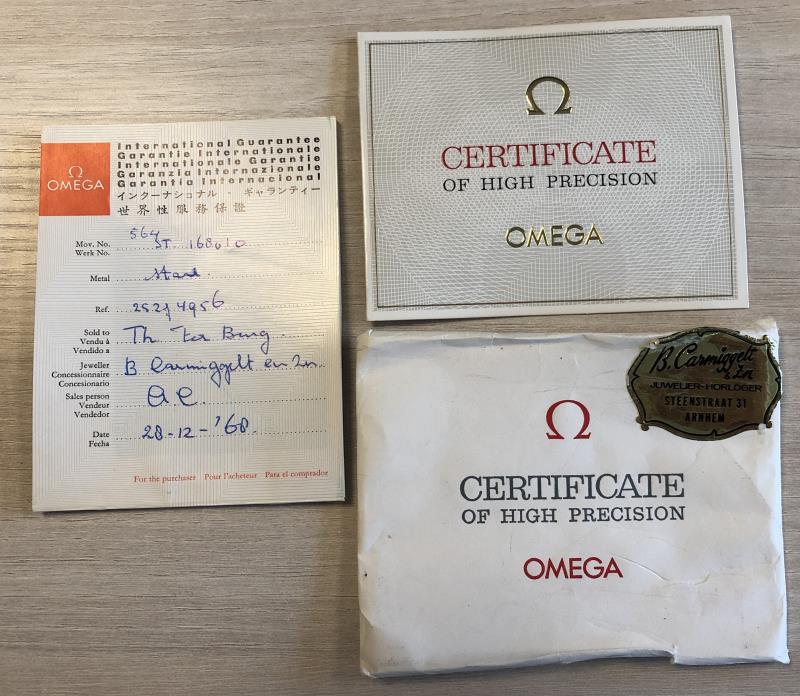 Ω
OMEGA
International Guarantee
Garantie Internationale
Internationale Garantie
Garanzia Internazionale
Garantía Internacional
インターナショナル・ギャランティー
世界性服務保證
564
Mov. No. ST 168010
Werk No.
Metal
Ref.
Sold to Th Ter Burg
Vendu à
Vendido a
Jeweller B Carmiggelt en Zn.
Concessionnaire
Concesionario
Sales person
Vendeur
Vendedor
Date 28-12-'68.
Fecha
For the purchaser Pour l'acheteur Para el comprador
Ω
CERTIFICATE
OF HIGH PRECISION
OMEGA
B. Carmiggelt
& Zn
JUWELIER-HORLOGER
STEENSTRAAT 31
ARNHEM
Ω
CERTIFICATE
OF HIGH PRECISION
OMEGA